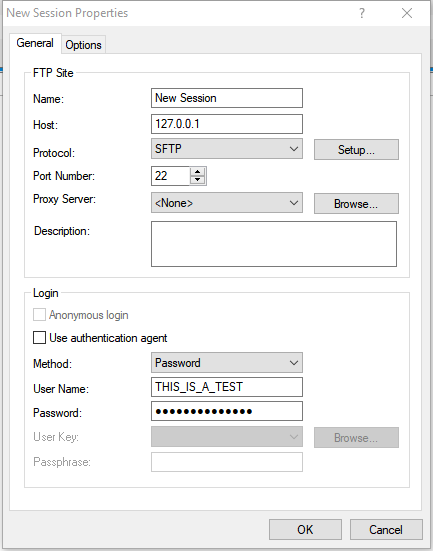 New Session Properties
General Options
FTP Site
Name: New Session
Host: 127.0.0.1
Protocol: SFTP Setup...
Port Number: 22
Proxy Server: <None> Browse...
Description:
Login
Anonymous login
Use authentication agent
Method: Password
User Name: THIS_IS_A_TEST
Password: ●●●●●●●●●●●●●●
User Key: Browse...
Passphrase:
OK Cancel